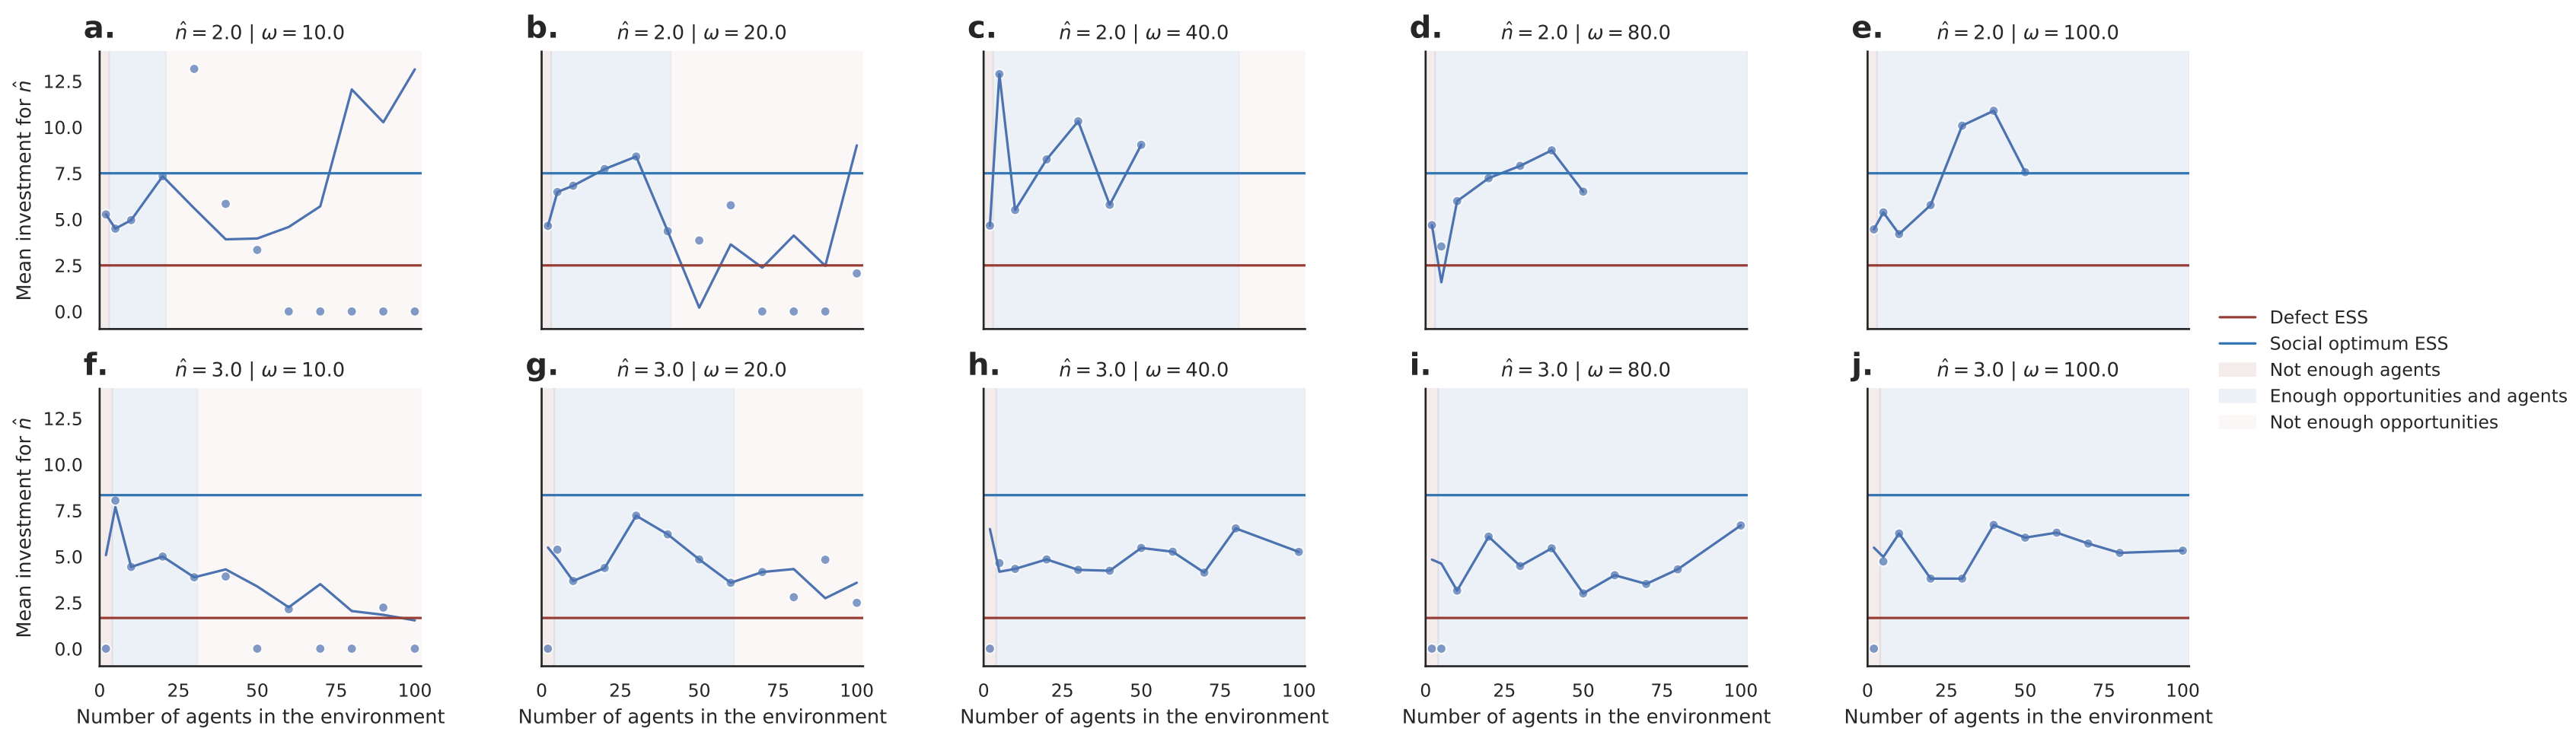 a.
n̂ = 2.0 | ω = 10.0
b.
n̂ = 2.0 | ω = 20.0
c.
n̂ = 2.0 | ω = 40.0
d.
n̂ = 2.0 | ω = 80.0
e.
n̂ = 2.0 | ω = 100.0
Mean investment for n̂
12.5
10.0
7.5
5.0
2.5
0.0
f.
n̂ = 3.0 | ω = 10.0
g.
n̂ = 3.0 | ω = 20.0
h.
n̂ = 3.0 | ω = 40.0
i.
n̂ = 3.0 | ω = 80.0
j.
n̂ = 3.0 | ω = 100.0
Mean investment for n̂
12.5
10.0
7.5
5.0
2.5
0.0
0 25 50 75 100
0 25 50 75 100
0 25 50 75 100
0 25 50 75 100
0 25 50 75 100
Number of agents in the environment
Number of agents in the environment
Number of agents in the environment
Number of agents in the environment
Number of agents in the environment
Defect ESS
Social optimum ESS
Not enough agents
Enough opportunities and agents
Not enough opportunities